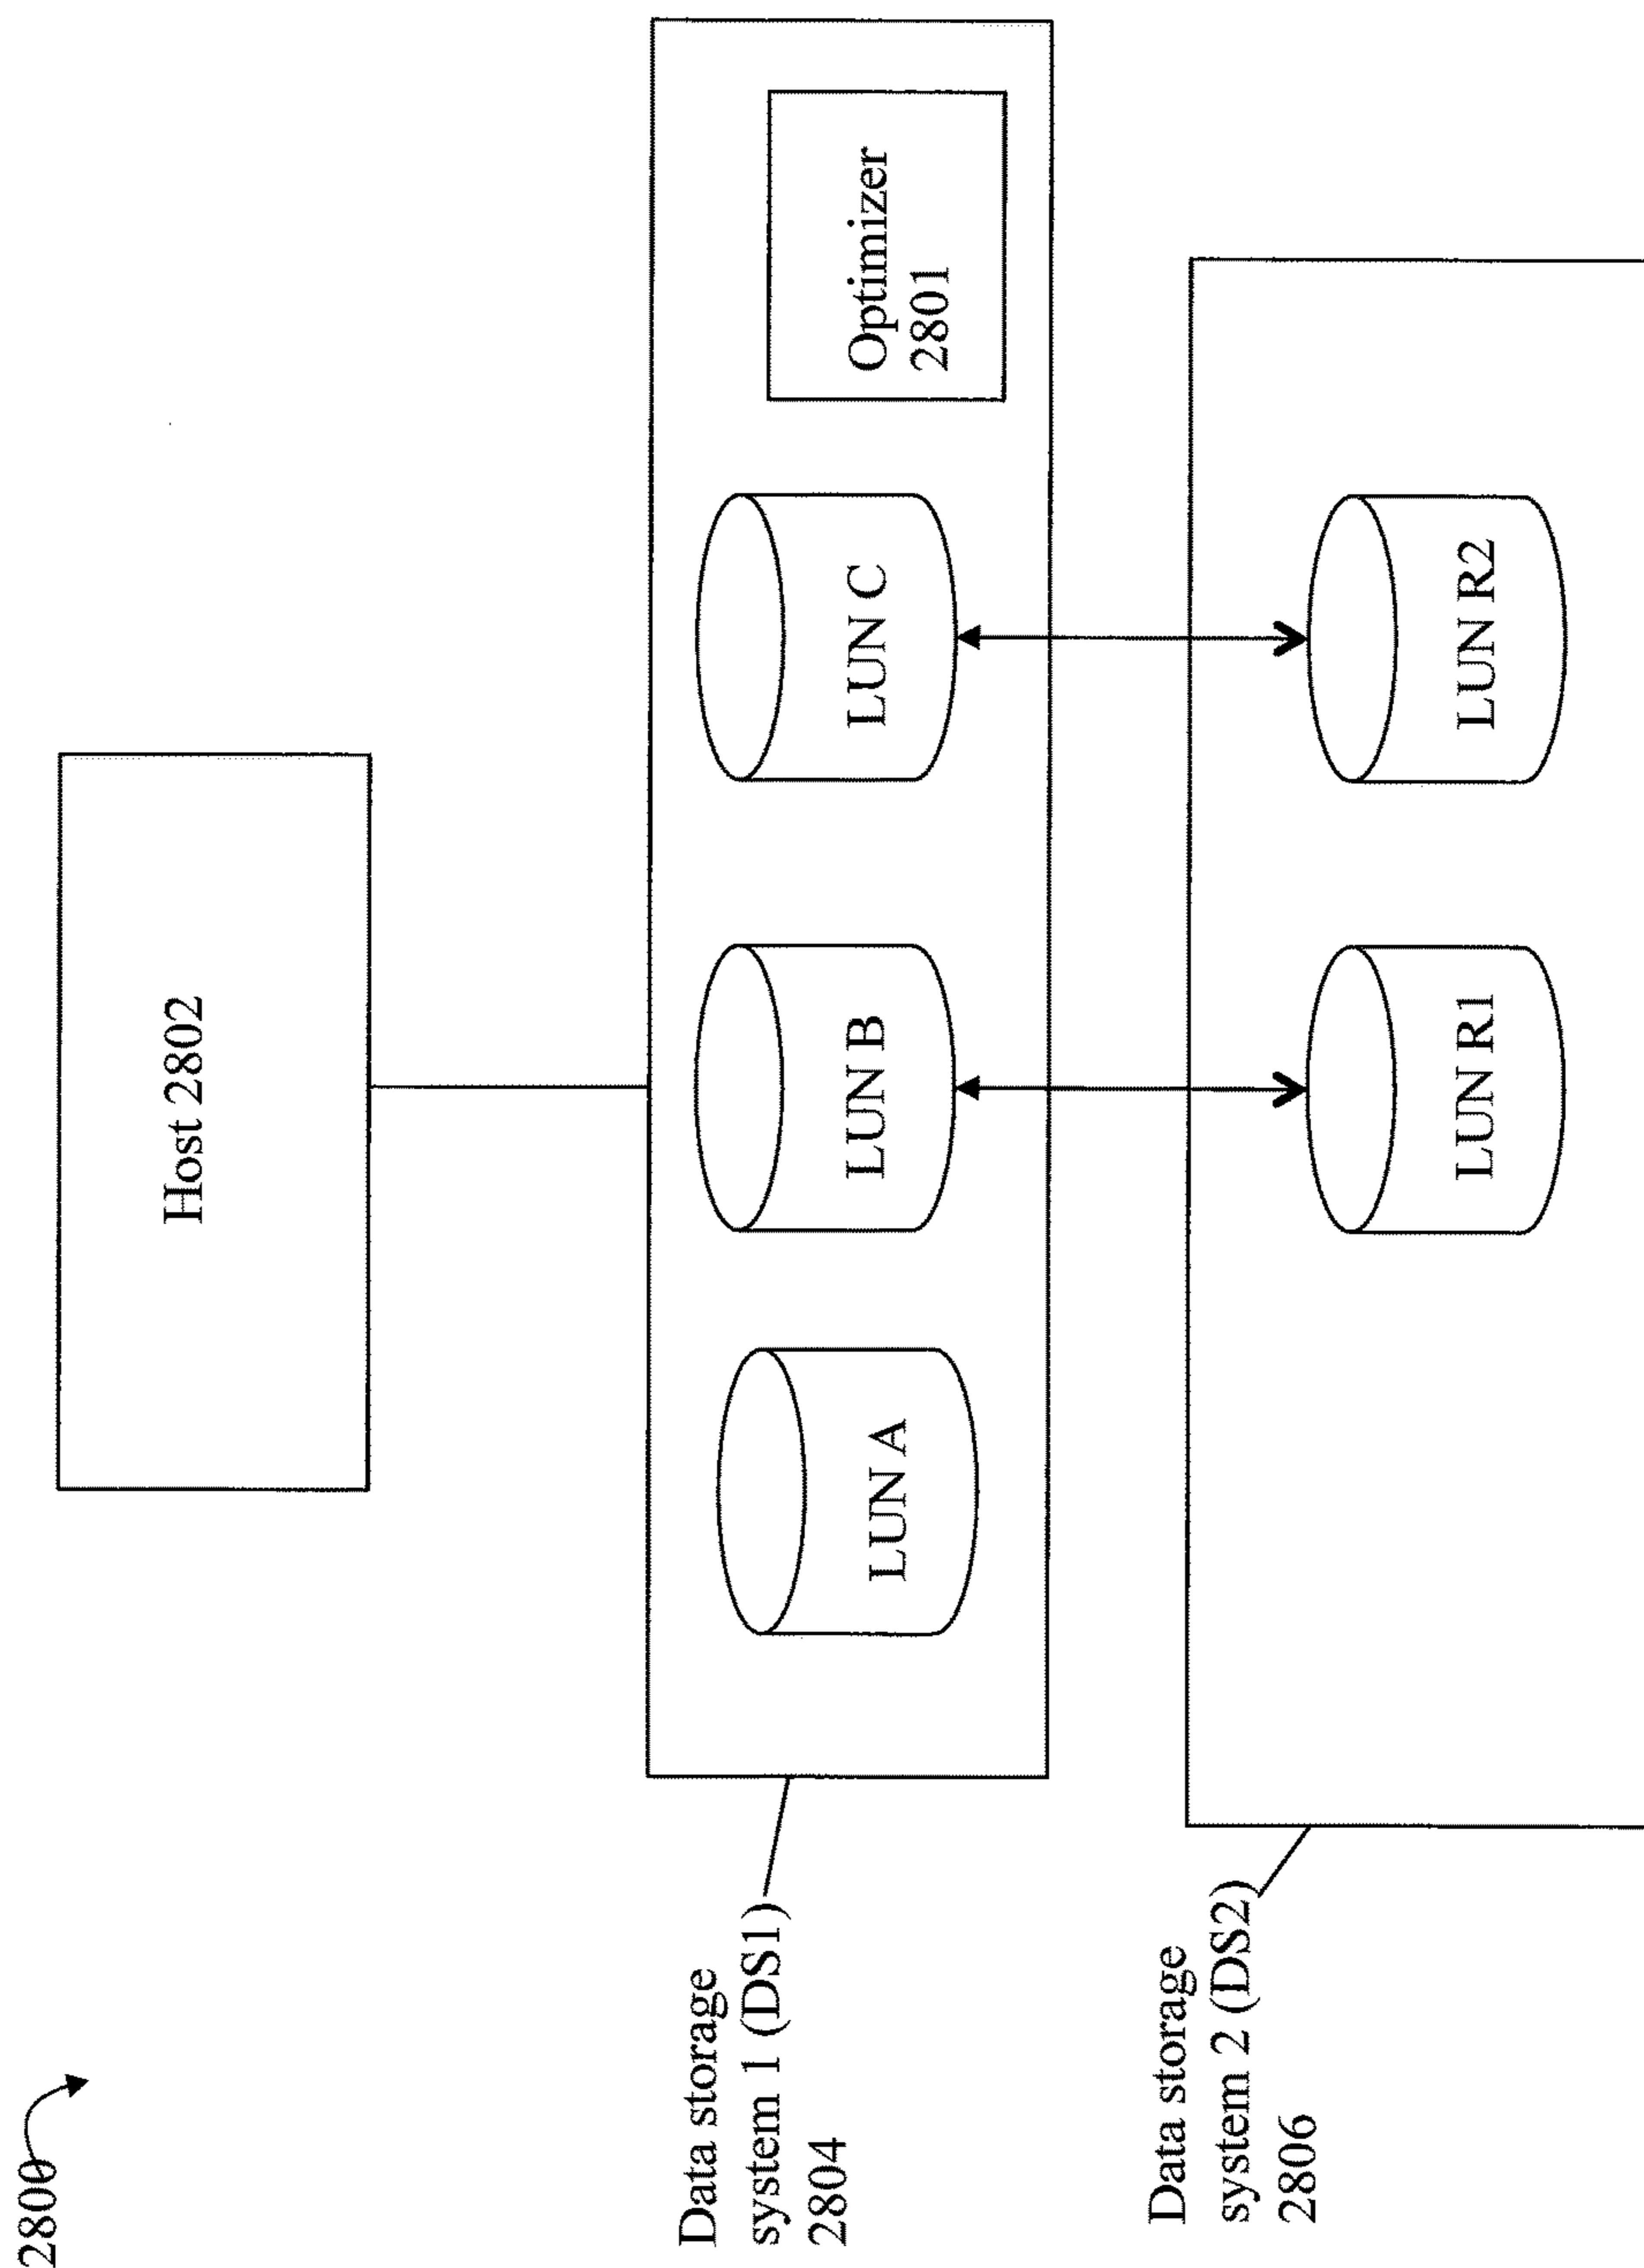 2800
Host 2802
Data storage
system 1 (DS1)
2804
LUN A
LUN B
LUN C
Optimizer
2801
Data storage
system 2 (DS2)
2806
LUN R1
LUN R2